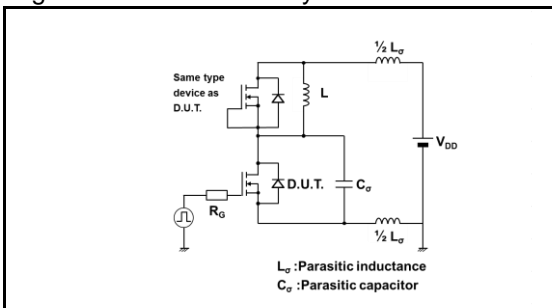 ½ Lσ
Same type
device as
D.U.T.
L
VDD
D.U.T.
Cσ
RG
½ Lσ
Lσ :Parasitic inductance
Cσ :Parasitic capacitor